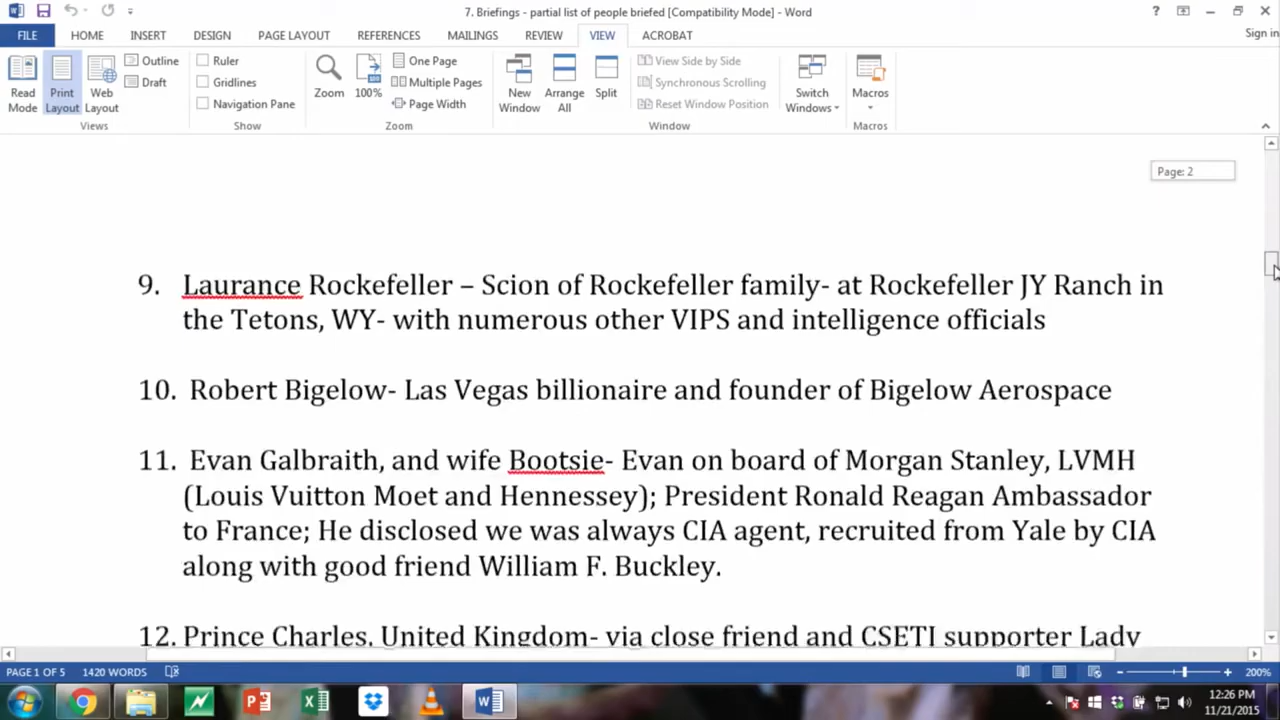 7. Briefings - partial list of people briefed [Compatibility Mode] - Word
?
FILE HOME INSERT DESIGN PAGE LAYOUT REFERENCES MAILINGS REVIEW VIEW ACROBAT Sign in
Read Mode
Print Layout
Web Layout
Outline
Draft
Views
Ruler
Gridlines
Navigation Pane
Show
Zoom
100%
One Page
Multiple Pages
Page Width
Zoom
New Window
Arrange All
Split
View Side by Side
Synchronous Scrolling
Reset Window Position
Window
Switch Windows
Macros
Macros
Page: 2
9. Laurance Rockefeller – Scion of Rockefeller family- at Rockefeller JY Ranch in
the Tetons, WY- with numerous other VIPS and intelligence officials
10. Robert Bigelow- Las Vegas billionaire and founder of Bigelow Aerospace
11. Evan Galbraith, and wife Bootsie- Evan on board of Morgan Stanley, LVMH
(Louis Vuitton Moet and Hennessey); President Ronald Reagan Ambassador
to France; He disclosed we was always CIA agent, recruited from Yale by CIA
along with good friend William F. Buckley.
12. Prince Charles, United Kingdom- via close friend and CSETI supporter Lady
PAGE 1 OF 5 1420 WORDS 200%
12:26 PM
11/21/2015